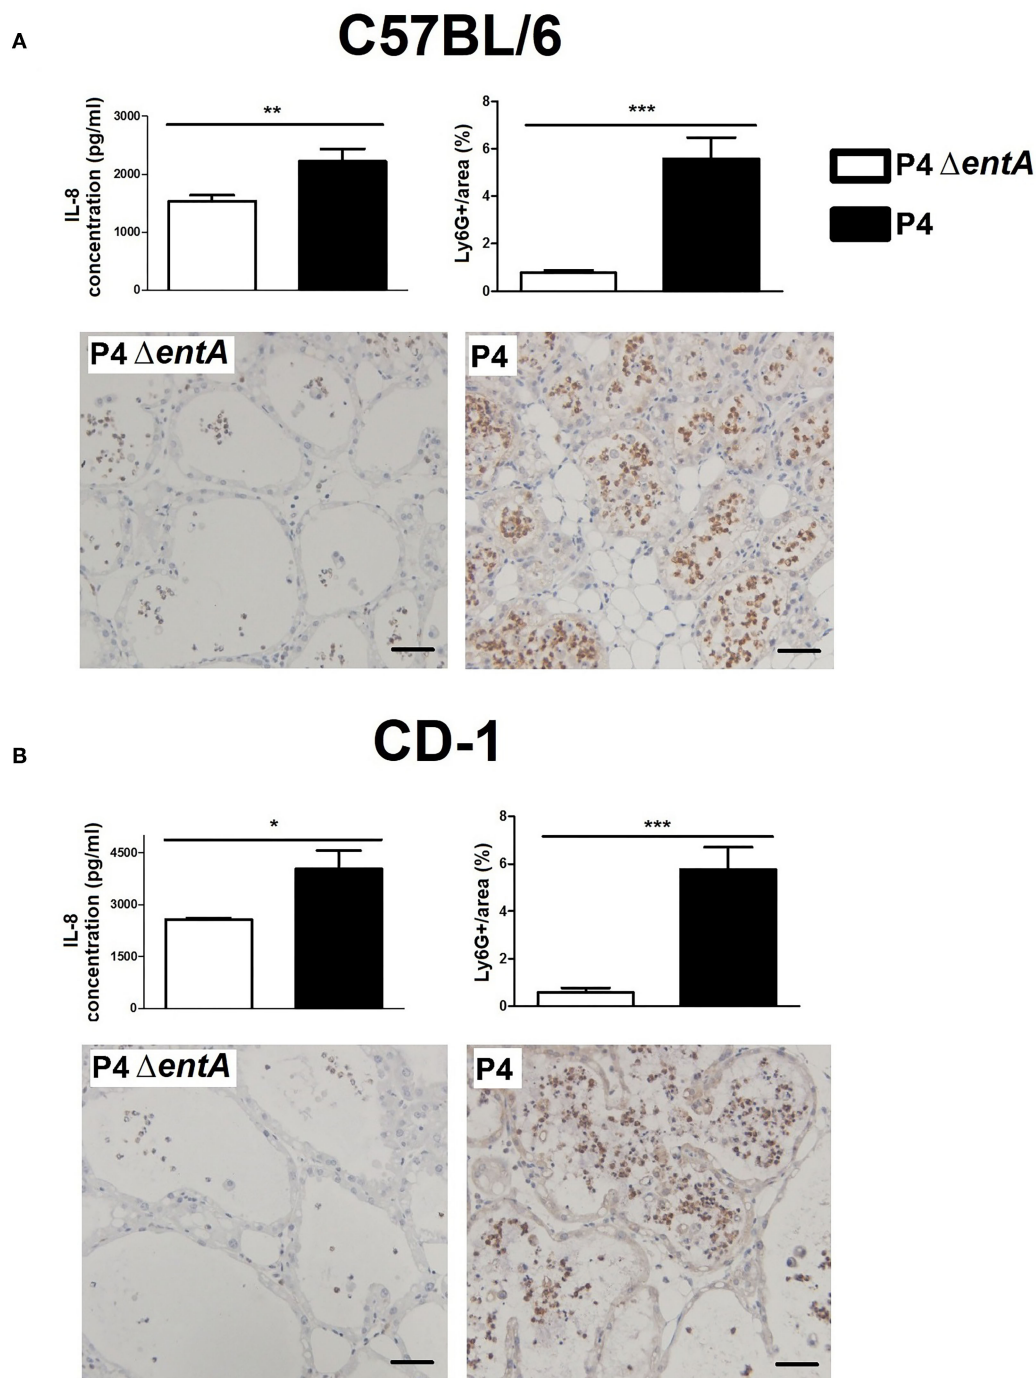 A
C57BL/6
IL-8
concentration (pg/ml)
3000
2000
1000
0
**
Ly6G+/area (%)
8
6
4
2
0
***
P4 ΔentA
P4
P4 ΔentA
P4
B
CD-1
IL-8
concentration (pg/ml)
4500
3000
1500
0
*
Ly6G+/area (%)
8
6
4
2
0
***
P4 ΔentA
P4